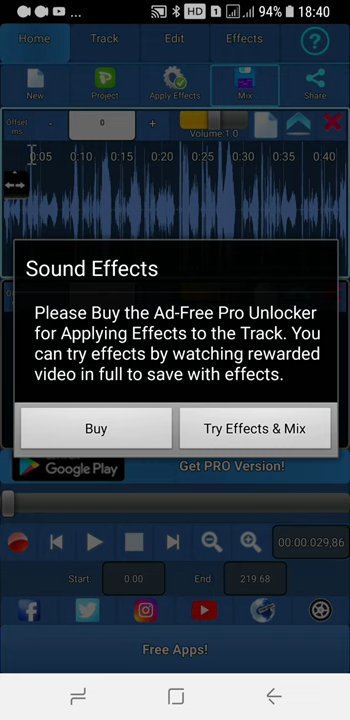 ... HD 1 94% 18:40
Home Track Edit Effects ?
New Project Apply Effects Mix Share
Offset ms. - 0 + Volume:1.0
0:05 0:10 0:15 0:20 0:25 0:30 0:35 0:40
Sound Effects
Please Buy the Ad-Free Pro Unlocker
for Applying Effects to the Track. You
can try effects by watching rewarded
video in full to save with effects.
Buy Try Effects & Mix
Google Play Get PRO Version!
00:00:029,86
Start 0.00 End 219.68
Free Apps!